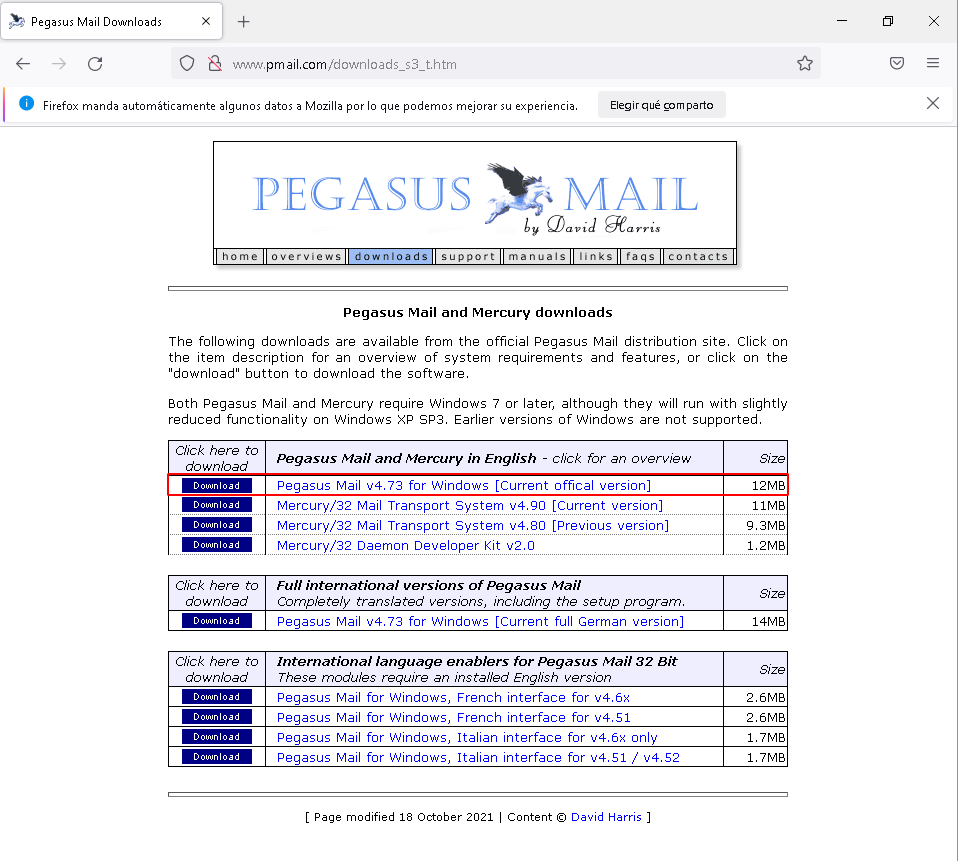 Pegasus Mail Downloads
www.pmail.com/downloads_s3_t.htm
Firefox manda automáticamente algunos datos a Mozilla por lo que podemos mejorar su experiencia. Elegir qué comparto
PEGASUS MAIL
by David Harris
home overviews downloads support manuals links faqs contacts
Pegasus Mail and Mercury downloads
The following downloads are available from the official Pegasus Mail distribution site. Click on
the item description for an overview of system requirements and features, or click on the
"download" button to download the software.
Both Pegasus Mail and Mercury require Windows 7 or later, although they will run with slightly
reduced functionality on Windows XP SP3. Earlier versions of Windows are not supported.
Click here to
download
Pegasus Mail and Mercury in English - click for an overview Size
Download Pegasus Mail v4.73 for Windows [Current offical version] 12MB
Download Mercury/32 Mail Transport System v4.90 [Current version] 11MB
Download Mercury/32 Mail Transport System v4.80 [Previous version] 9.3MB
Download Mercury/32 Daemon Developer Kit v2.0 1.2MB
Click here to
download
Full international versions of Pegasus Mail
Completely translated versions, including the setup program.
Size
Download Pegasus Mail v4.73 for Windows [Current full German version] 14MB
Click here to
download
International language enablers for Pegasus Mail 32 Bit
These modules require an installed English version
Size
Download Pegasus Mail for Windows, French interface for v4.6x 2.6MB
Download Pegasus Mail for Windows, French interface for v4.51 2.6MB
Download Pegasus Mail for Windows, Italian interface for v4.6x only 1.7MB
Download Pegasus Mail for Windows, Italian interface for v4.51 / v4.52 1.7MB
[ Page modified 18 October 2021 | Content © David Harris ]